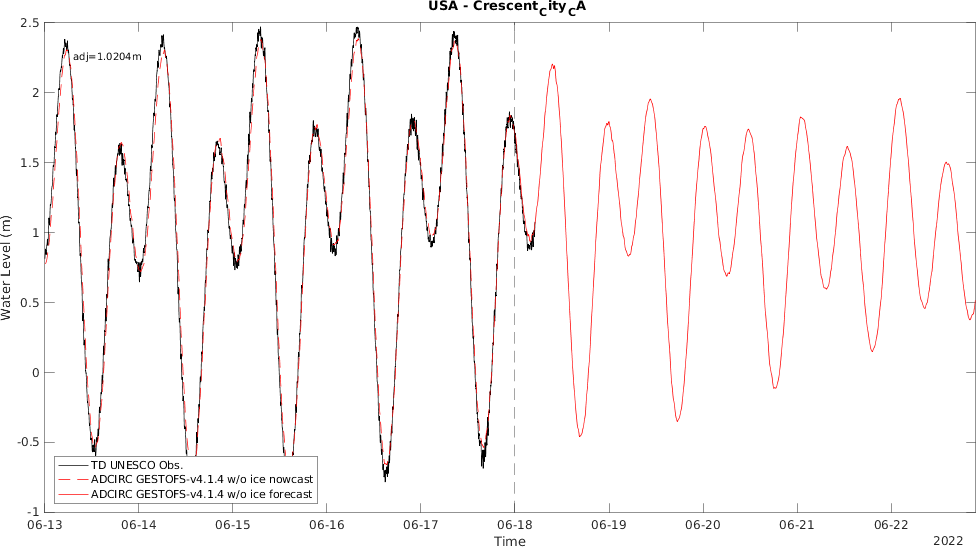 USA - Crescent_City_CA
adj=1.0204m
2.5
2
1.5
1
0.5
0
-0.5
-1
Water Level (m)
TD UNESCO Obs.
ADCIRC GESTOFS-v4.1.4 w/o ice nowcast
ADCIRC GESTOFS-v4.1.4 w/o ice forecast
06-13 06-14 06-15 06-16 06-17 06-18 06-19 06-20 06-21 06-22
Time
2022